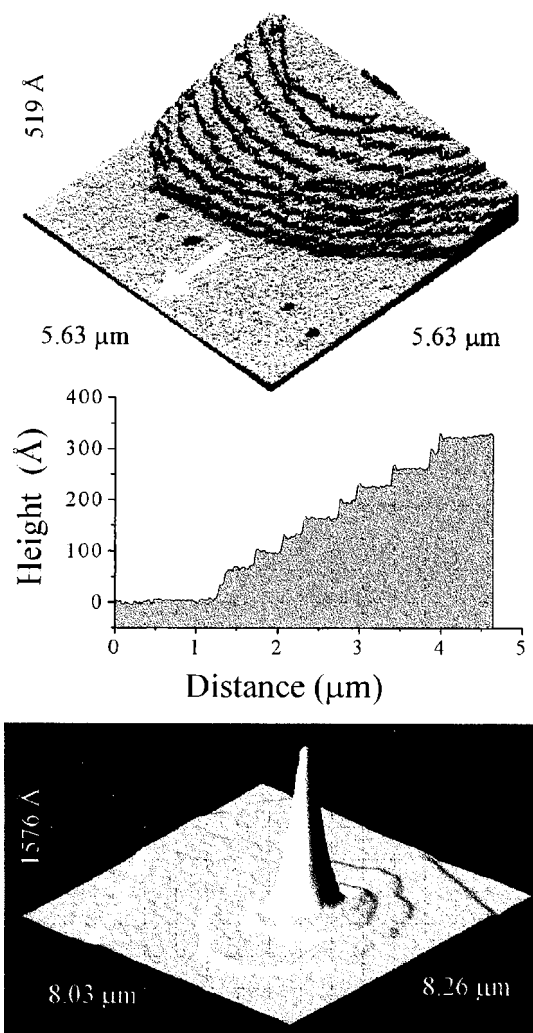 519 Å
5.63 µm
5.63 µm
400
300
200
100
0
Height (Å)
0 1 2 3 4 5
Distance (µm)
1576 Å
8.03 µm
8.26 µm